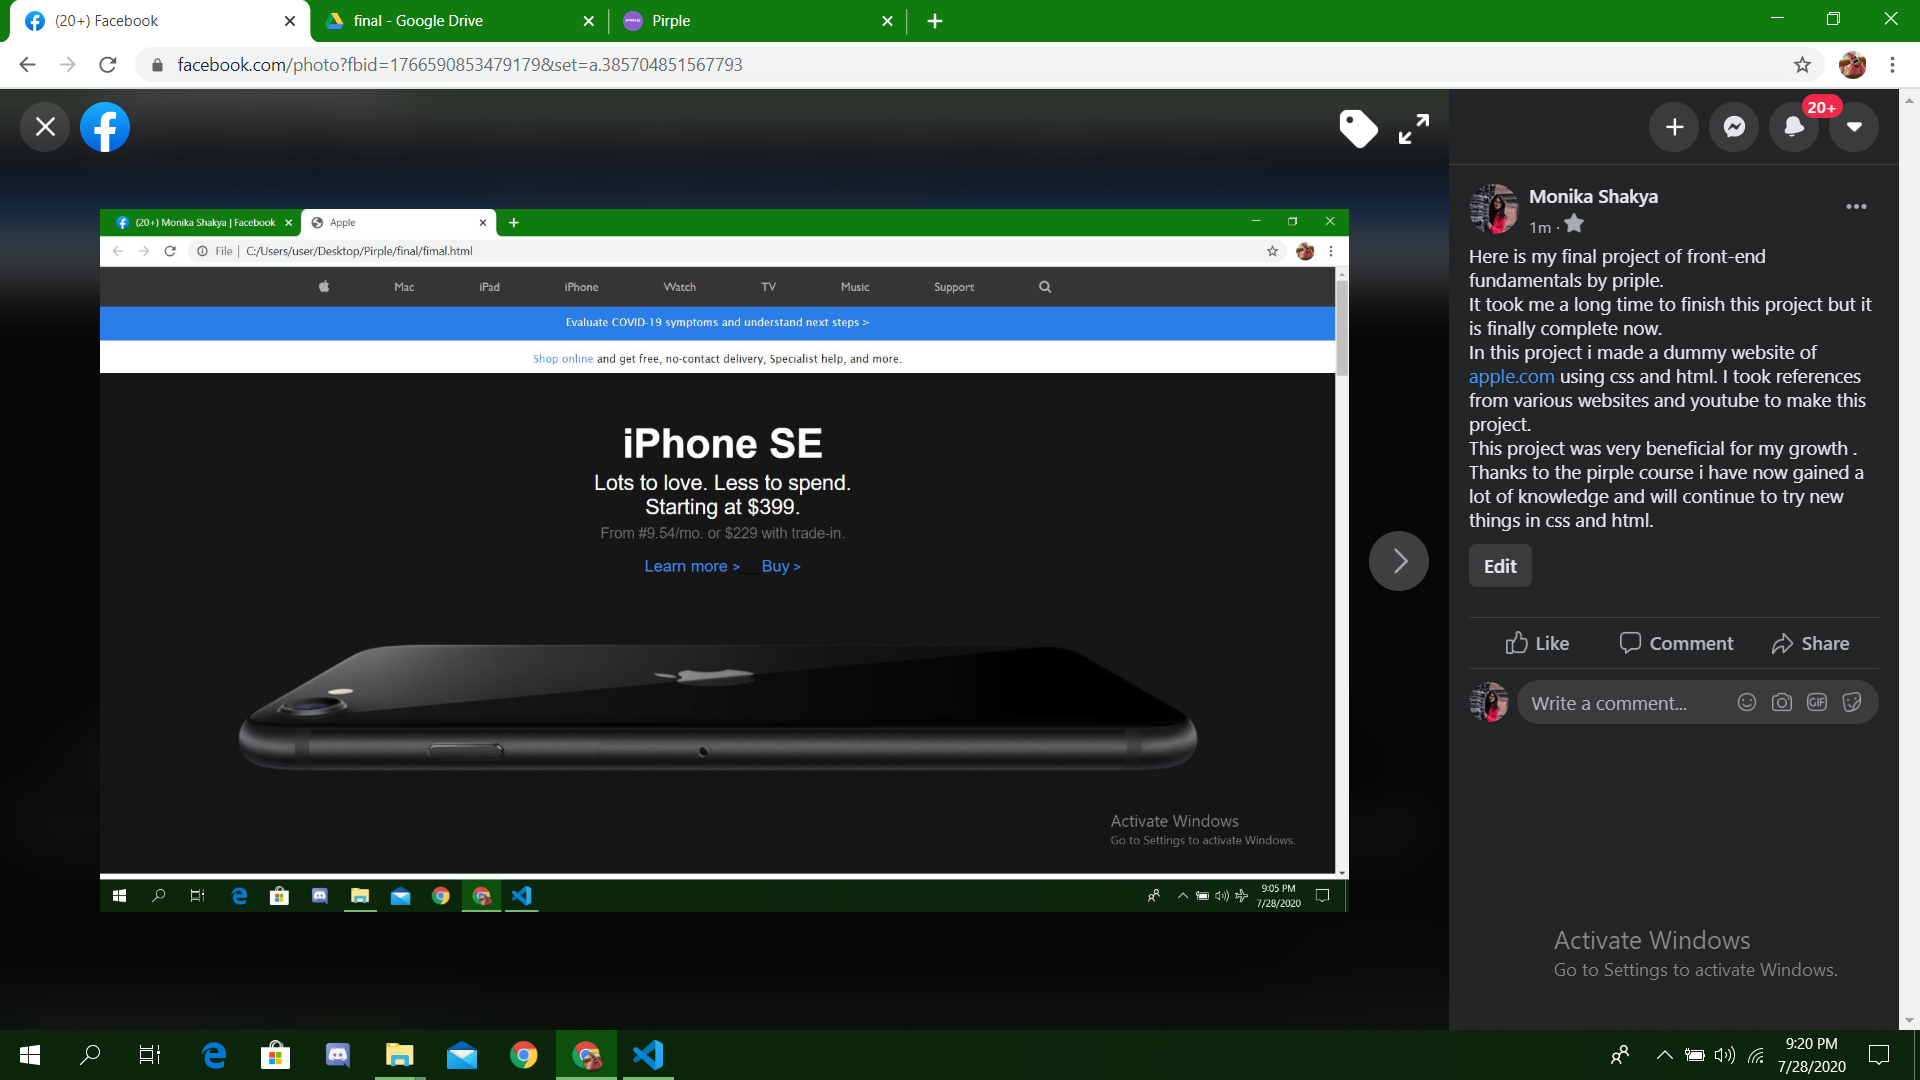 (20+) Facebook
final - Google Drive
Pirple
facebook.com/photo?fbid=1766590853479179&set=a.385704851567793
20+
(20+) Monika Shakya | Facebook
Apple
File | C:/Users/user/Desktop/Pirple/final/fimal.html
Mac iPad iPhone Watch TV Music Support
Evaluate COVID-19 symptoms and understand next steps >
Shop online and get free, no-contact delivery, Specialist help, and more.
iPhone SE
Lots to love. Less to spend.
Starting at $399.
From #9.54/mo. or $229 with trade-in.
Learn more > Buy >
Activate Windows
Go to Settings to activate Windows.
9:05 PM
7/28/2020
Monika Shakya
1m ·
Here is my final project of front-end
fundamentals by priple.
It took me a long time to finish this project but it
is finally complete now.
In this project i made a dummy website of
apple.com using css and html. I took references
from various websites and youtube to make this
project.
This project was very beneficial for my growth .
Thanks to the pirple course i have now gained a
lot of knowledge and will continue to try new
things in css and html.
Edit
Like Comment Share
Write a comment...
GIF
Activate Windows
Go to Settings to activate Windows.
9:20 PM
7/28/2020